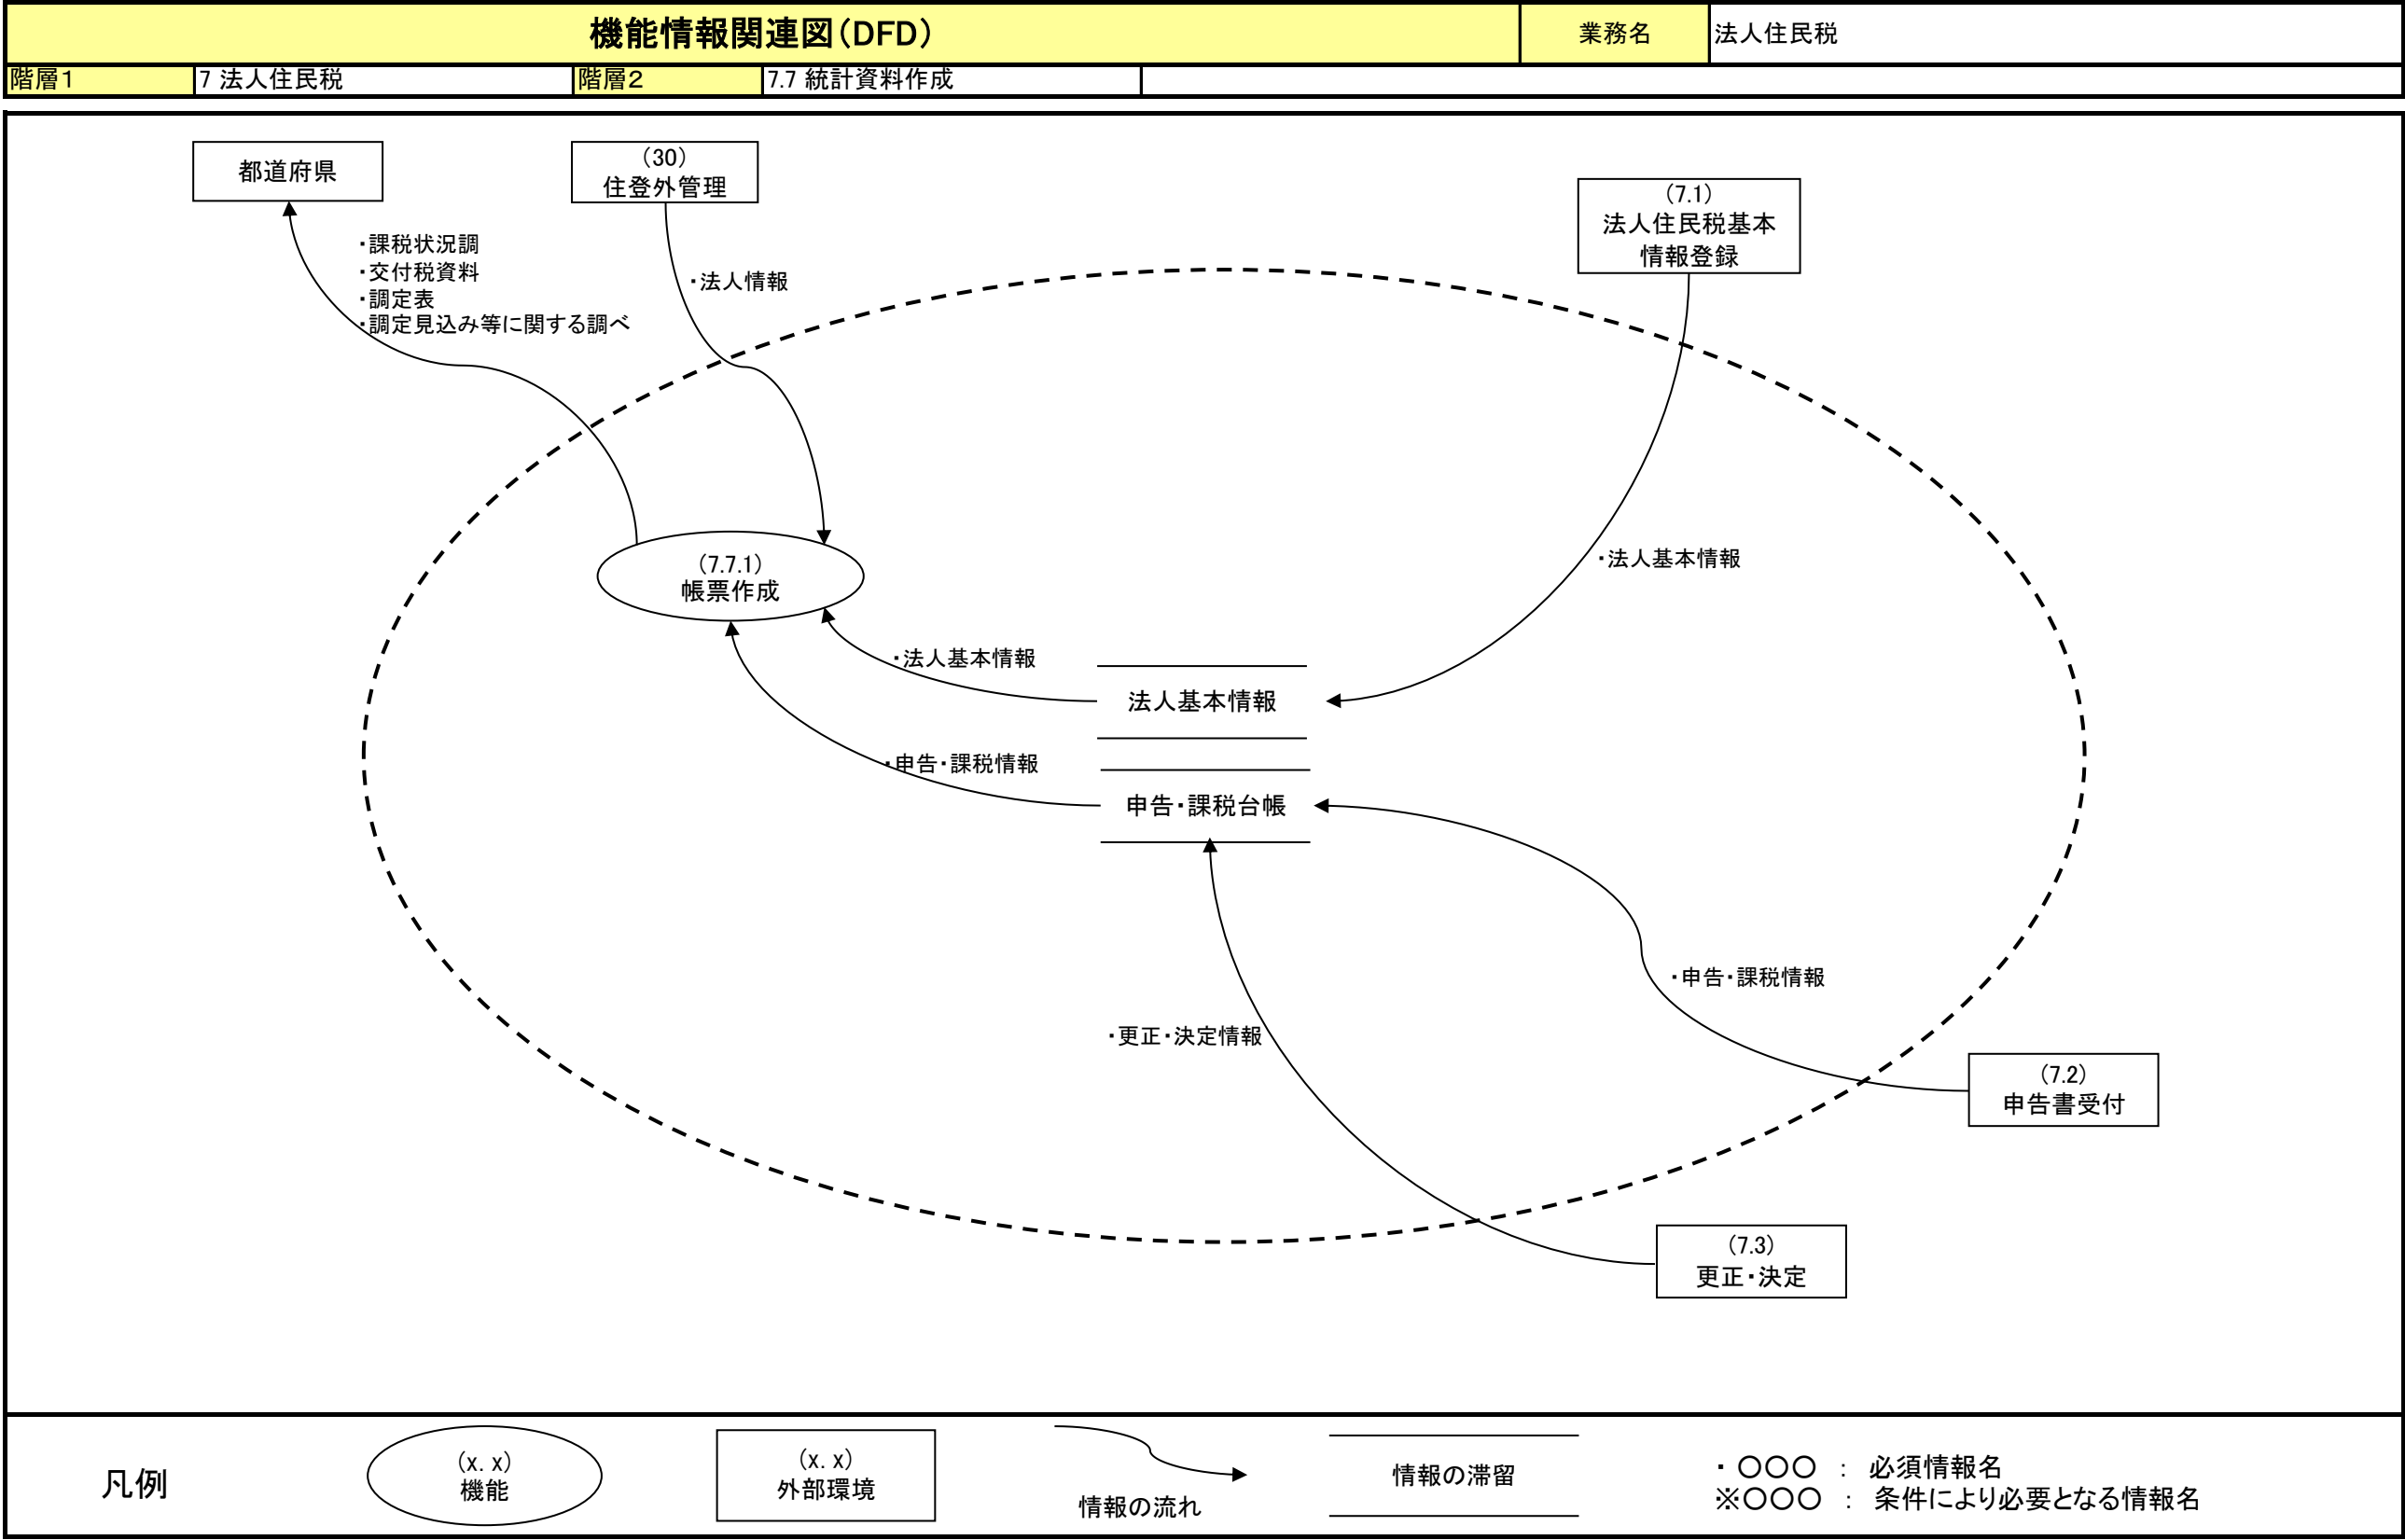 機能情報関連図(DFD)
業務名
法人住民税
階層1
7 法人住民税
階層2
7.7 統計資料作成
都道府県
(30)
住登外管理
(7.1)
法人住民税基本
情報登録
・課税状況調
・交付税資料
・調定表
・調定見込み等に関する調べ
・法人情報
・法人基本情報
(7.7.1)
帳票作成
・法人基本情報
法人基本情報
・申告・課税情報
申告・課税台帳
・申告・課税情報
・更正・決定情報
(7.2)
申告書受付
(7.3)
更正・決定
凡例
(x.x)
機能
(x.x)
外部環境
情報の流れ
情報の滞留
・ 〇〇〇 : 必須情報名
※〇〇〇 : 条件により必要となる情報名